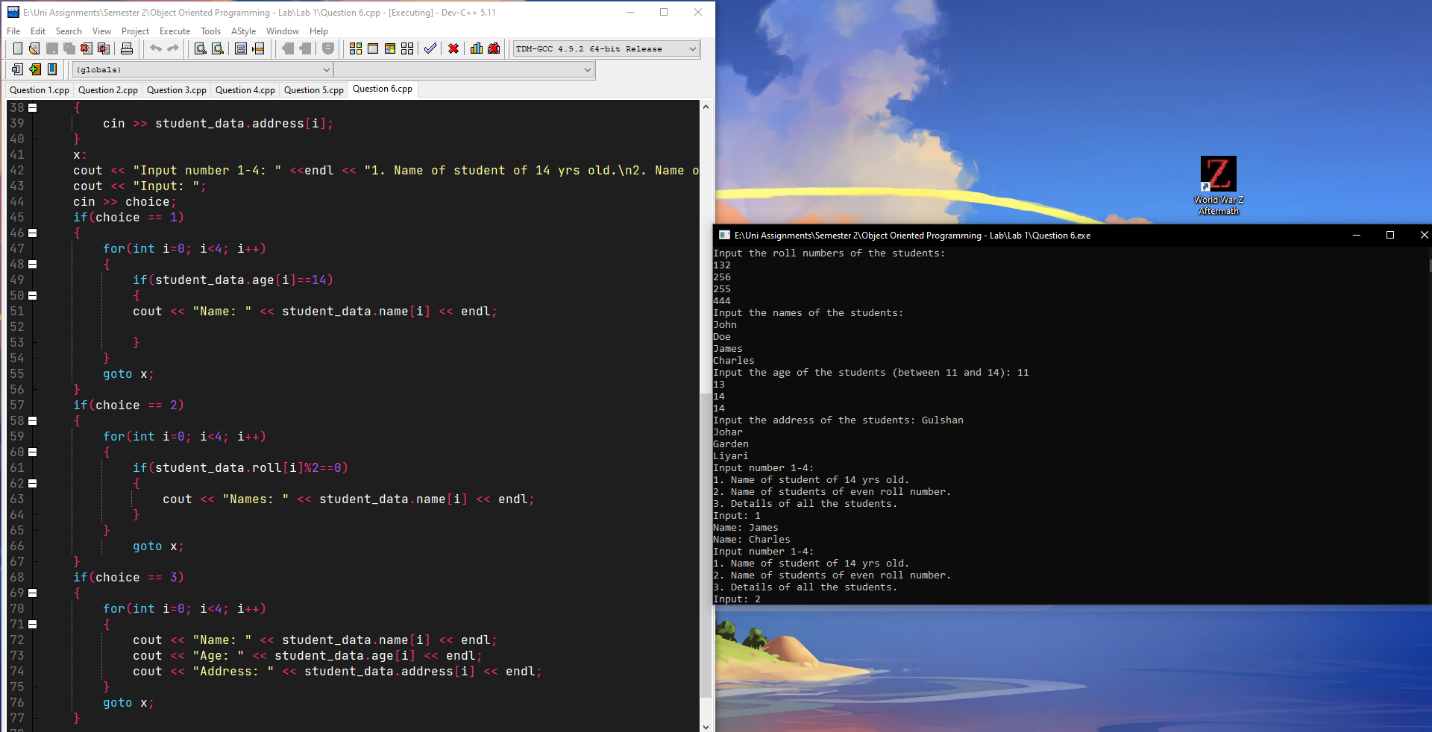 E:\Uni Assignments\Semester 2\Object Oriented Programming - Lab\Lab 1\Question 6.cpp - [Executing] - Dev-C++ 5.11
File Edit Search View Project Execute Tools AStyle Window Help
TDM-GCC 4.9.2 64-bit Release
(globals)
Question 1.cpp Question 2.cpp Question 3.cpp Question 4.cpp Question 5.cpp Question 6.cpp
38 {
39 cin >> student_data.address[i];
40 }
41 x:
42 cout << "Input number 1-4: " <<endl << "1. Name of student of 14 yrs old.\n2. Name o
43 cout << "Input: ";
44 cin >> choice;
45 if(choice == 1)
46 {
47 for(int i=0; i<4; i++)
48 {
49 if(student_data.age[i]==14)
50 {
51 cout << "Name: " << student_data.name[i] << endl;
52
53 }
54 }
55 goto x;
56 }
57 if(choice == 2)
58 {
59 for(int i=0; i<4; i++)
60 {
61 if(student_data.roll[i]%2==0)
62 {
63 cout << "Names: " << student_data.name[i] << endl;
64 }
65 }
66 goto x;
67 }
68 if(choice == 3)
69 {
70 for(int i=0; i<4; i++)
71 {
72 cout << "Name: " << student_data.name[i] << endl;
73 cout << "Age: " << student_data.age[i] << endl;
74 cout << "Address: " << student_data.address[i] << endl;
75 }
76 goto x;
77 }
Z
World War Z
Aftermath
E:\Uni Assignments\Semester 2\Object Oriented Programming - Lab\Lab 1\Question 6.exe
Input the roll numbers of the students:
132
256
255
444
Input the names of the students:
John
Doe
James
Charles
Input the age of the students (between 11 and 14): 11
13
14
14
Input the address of the students: Gulshan
Johar
Garden
Liyari
Input number 1-4:
1. Name of student of 14 yrs old.
2. Name of students of even roll number.
3. Details of all the students.
Input: 1
Name: James
Name: Charles
Input number 1-4:
1. Name of student of 14 yrs old.
2. Name of students of even roll number.
3. Details of all the students.
Input: 2